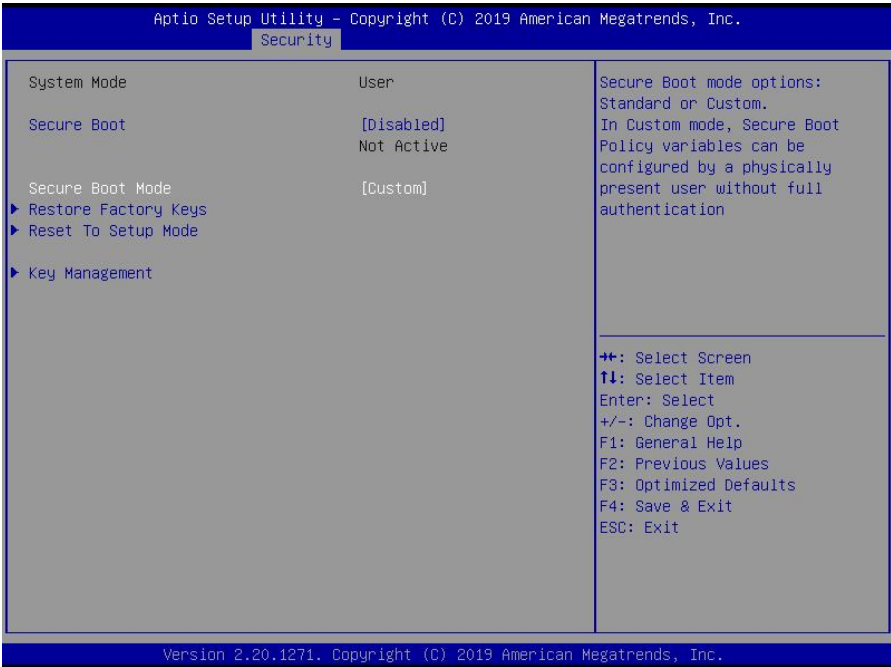 Aptio Setup Utility – Copyright (C) 2019 American Megatrends, Inc.
Security
System Mode User
Secure Boot [Disabled]
Not Active
Secure Boot Mode [Custom]
Restore Factory Keys
Reset To Setup Mode
Key Management
Secure Boot mode options:
Standard or Custom.
In Custom mode, Secure Boot
Policy variables can be
configured by a physically
present user without full
authentication
→←: Select Screen
↑↓: Select Item
Enter: Select
+/-: Change Opt.
F1: General Help
F2: Previous Values
F3: Optimized Defaults
F4: Save & Exit
ESC: Exit
Version 2.20.1271. Copyright (C) 2019 American Megatrends, Inc.